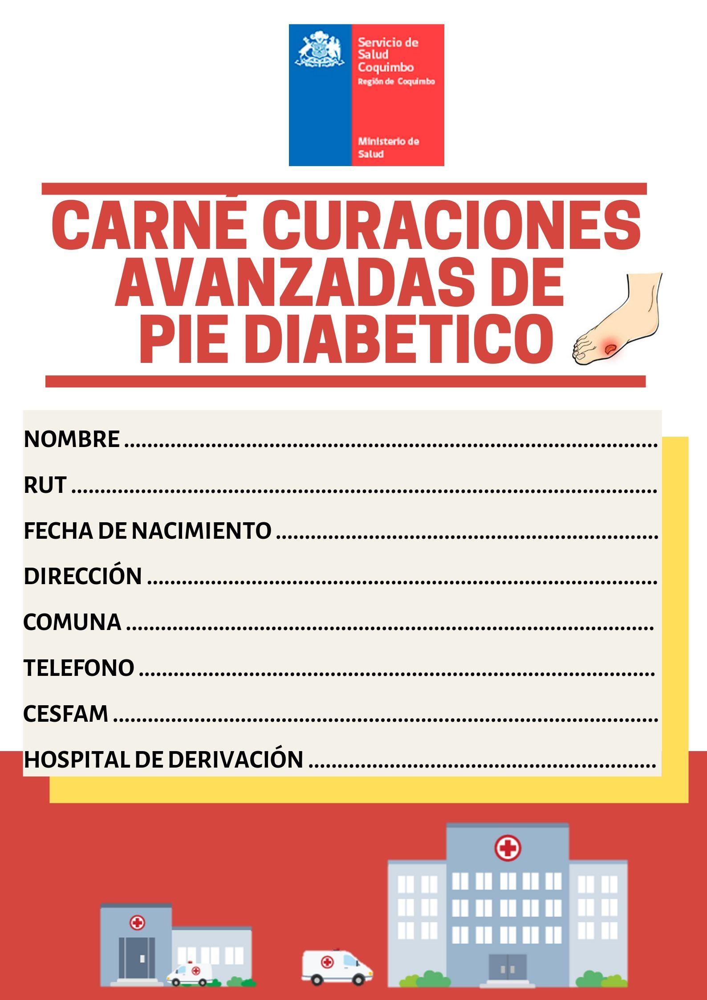 Servicio de
Salud
Coquimbo
Región de Coquimbo
Ministerio de
Salud
CARNÉ CURACIONES
AVANZADAS DE
PIE DIABETICO
NOMBRE ............................................................................................
RUT .....................................................................................................
FECHA DE NACIMIENTO ..................................................................
DIRECCIÓN ........................................................................................
COMUNA ...........................................................................................
TELEFONO .........................................................................................
CESFAM ..............................................................................................
HOSPITAL DE DERIVACIÓN ............................................................